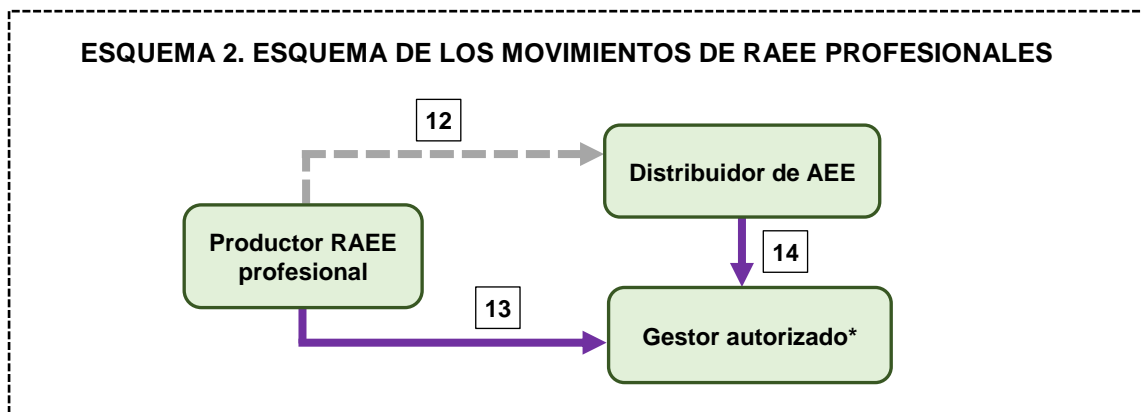 ESQUEMA 2. ESQUEMA DE LOS MOVIMIENTOS DE RAEE PROFESIONALES
12
Distribuidor de AEE
Productor RAEE
profesional
14
13
Gestor autorizado*